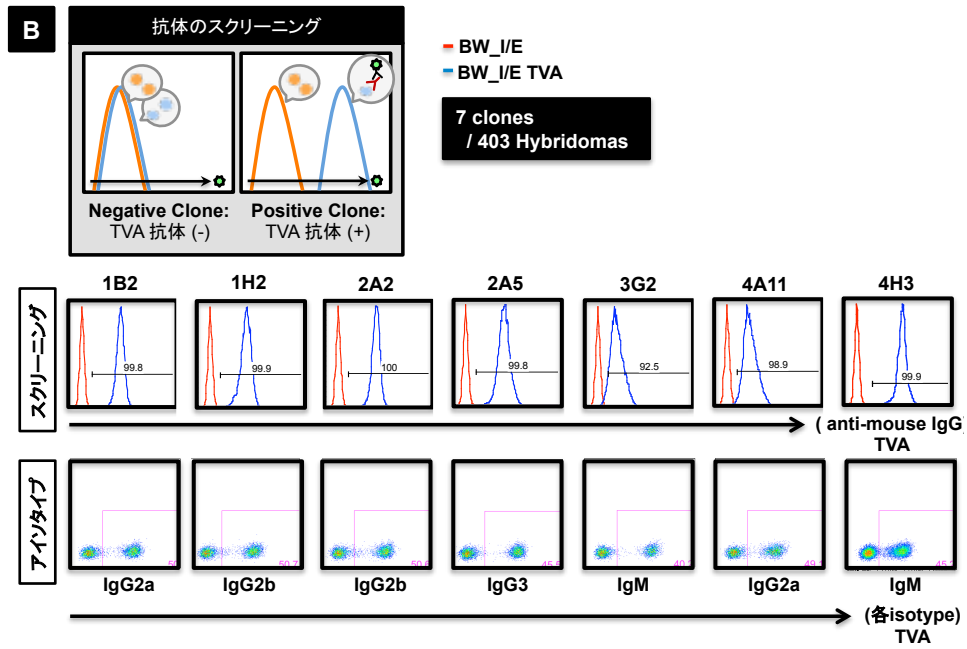 B
抗体のスクリーニング
BW_I/E
BW_I/E TVA
7 clones
/ 403 Hybridomas
Negative Clone:
TVA 抗体 (-)
Positive Clone:
TVA 抗体 (+)
スクリーニング
1B2
1H2
2A2
2A5
3G2
4A11
4H3
99.8
99.9
100
99.8
92.5
98.9
99.9
( anti-mouse IgG)
TVA
アイソタイプ
50.7
45.5
IgG2a
IgG2b
IgG2b
IgG3
IgM
IgG2a
IgM
(各isotype)
TVA